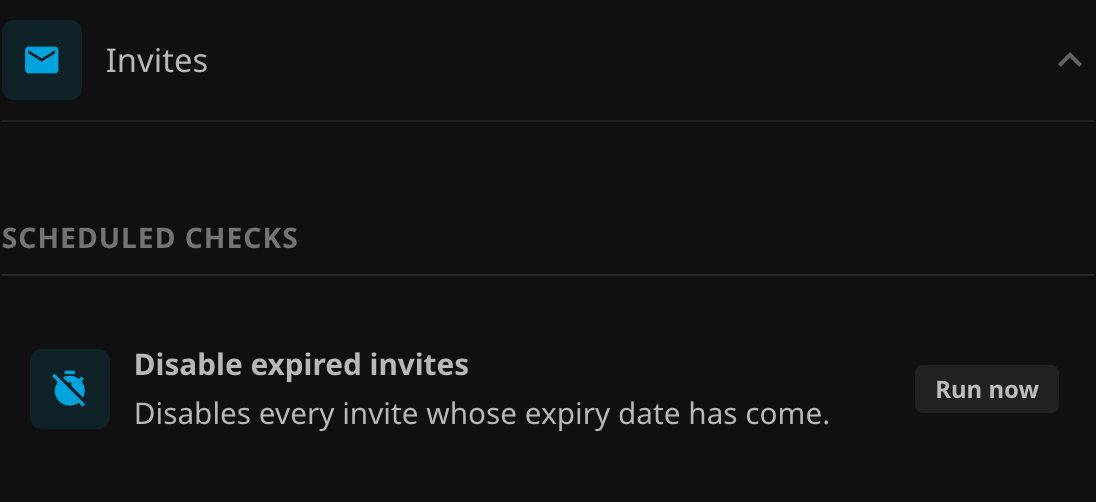 Invites
SCHEDULED CHECKS
Disable expired invites
Disables every invite whose expiry date has come.
Run now